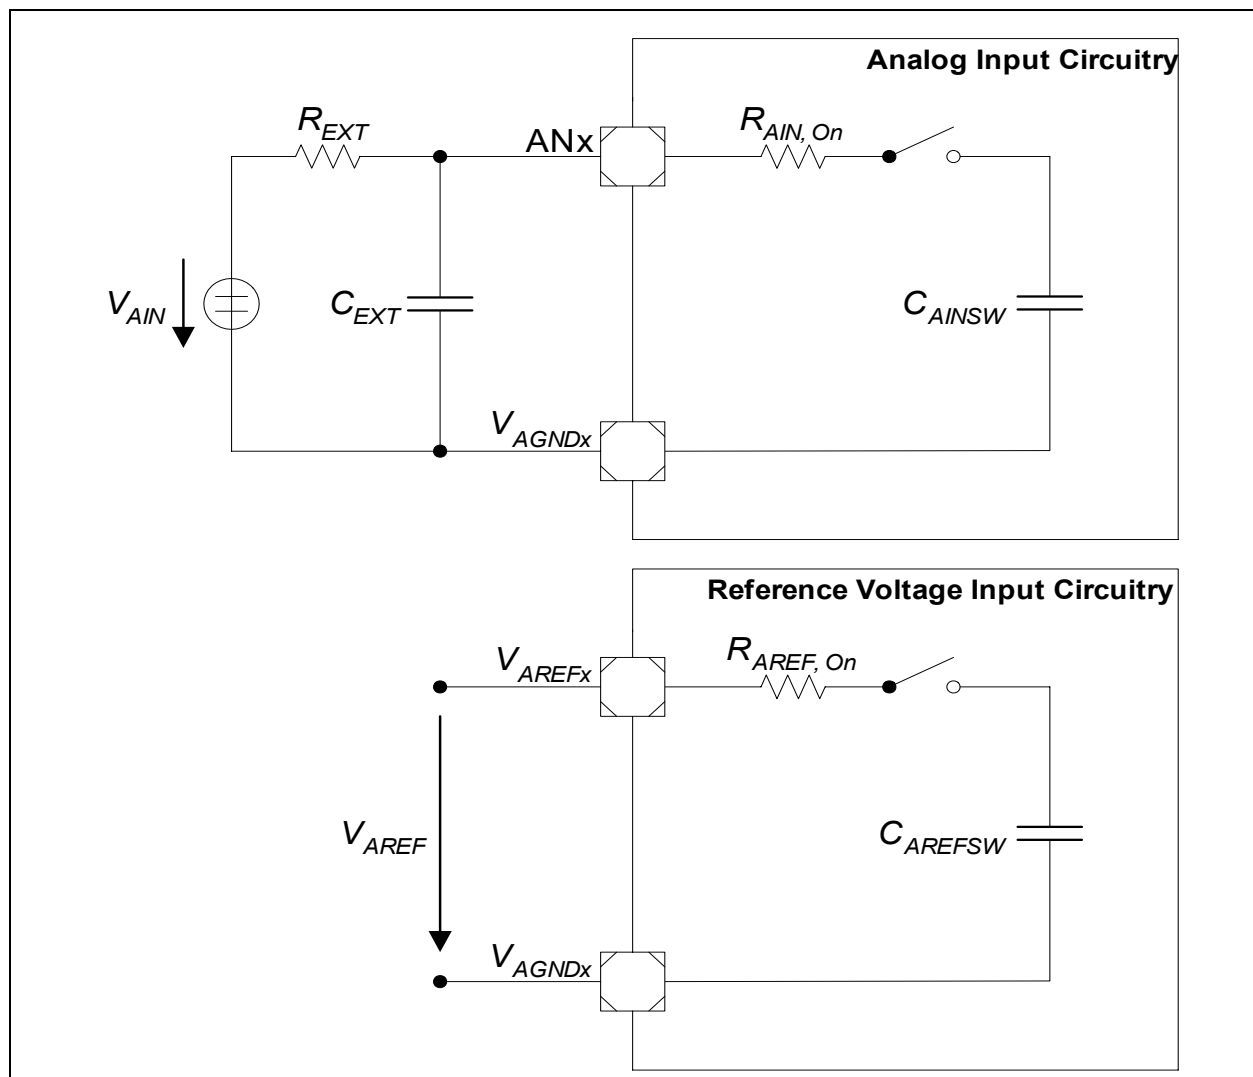 Analog Input Circuitry
R_EXT
ANx
R_AIN, On
V_AIN
C_EXT
C_AINSW
V_AGNDx
Reference Voltage Input Circuitry
V_AREFx
R_AREF, On
V_AREF
C_AREFSW
V_AGNDx